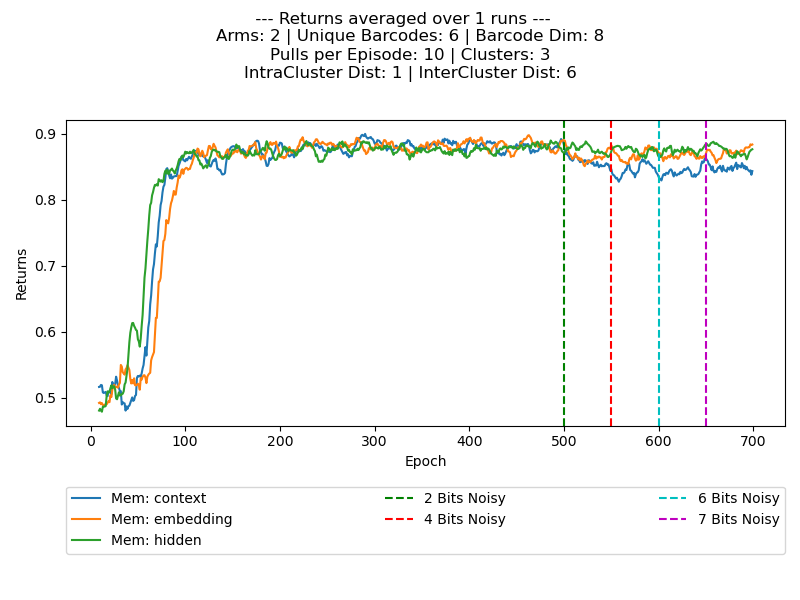 --- Returns averaged over 1 runs ---
Arms: 2 | Unique Barcodes: 6 | Barcode Dim: 8
Pulls per Episode: 10 | Clusters: 3
IntraCluster Dist: 1 | InterCluster Dist: 6
0.9
0.8
0.7
0.6
0.5
Returns
0 100 200 300 400 500 600 700
Epoch
Mem: context
Mem: embedding
Mem: hidden
2 Bits Noisy
4 Bits Noisy
6 Bits Noisy
7 Bits Noisy